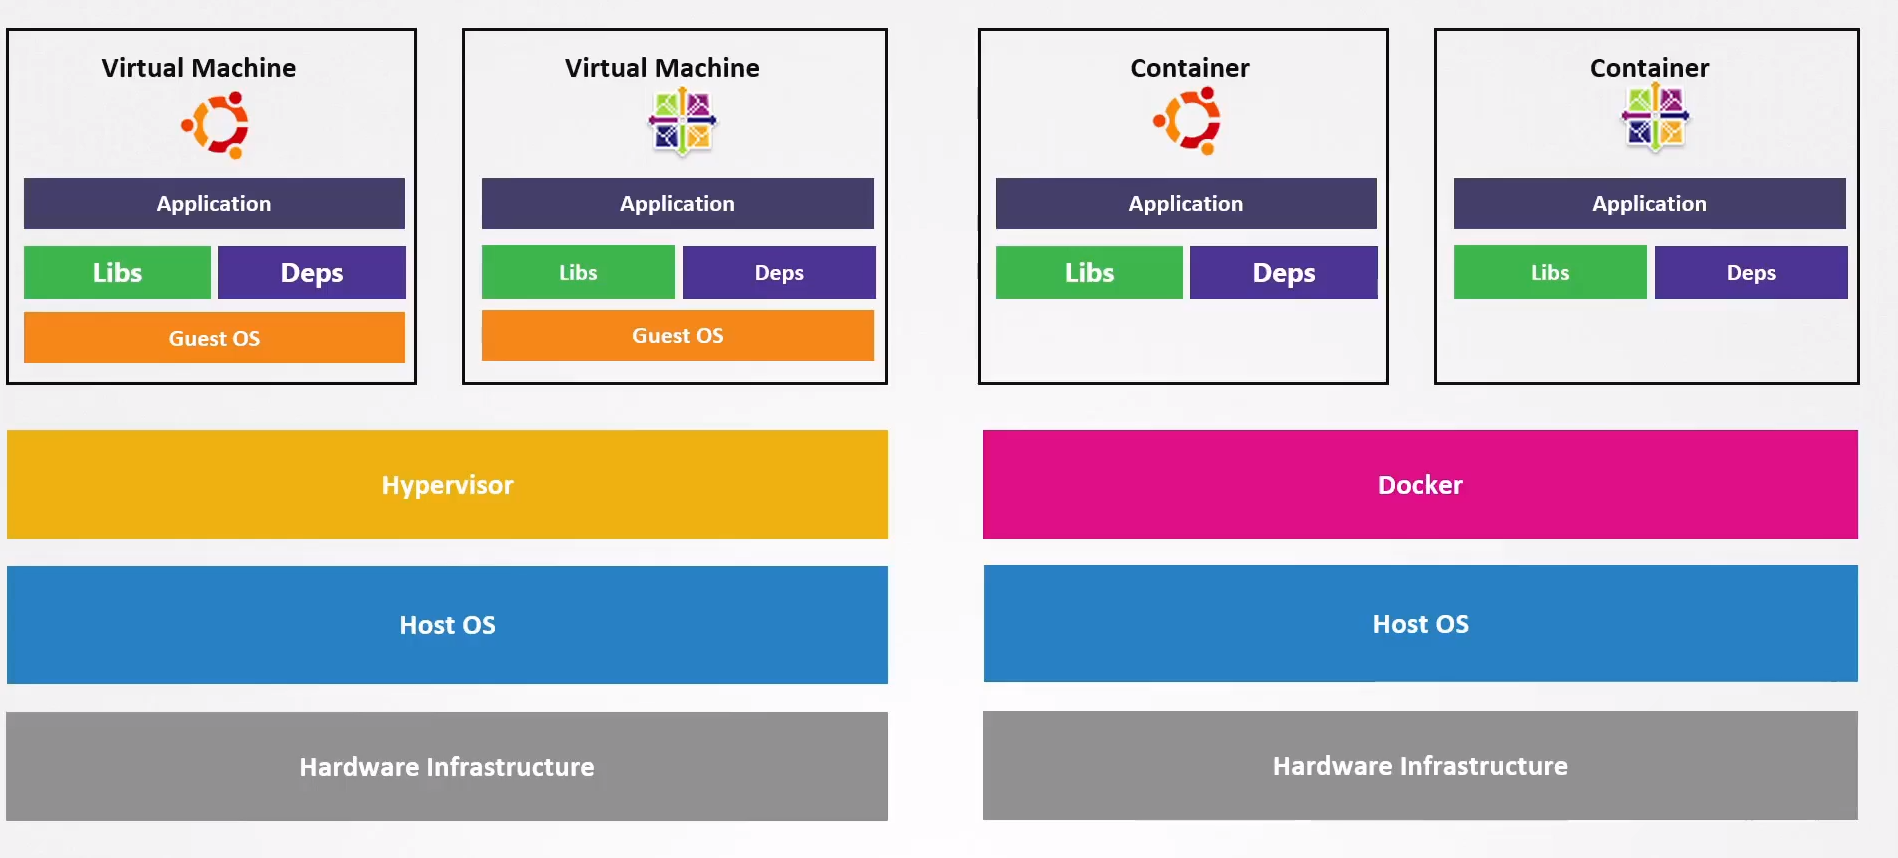 Virtual Machine
Application
Libs
Deps
Guest OS
Virtual Machine
Application
Libs
Deps
Guest OS
Hypervisor
Host OS
Hardware Infrastructure
Container
Application
Libs
Deps
Container
Application
Libs
Deps
Docker
Host OS
Hardware Infrastructure